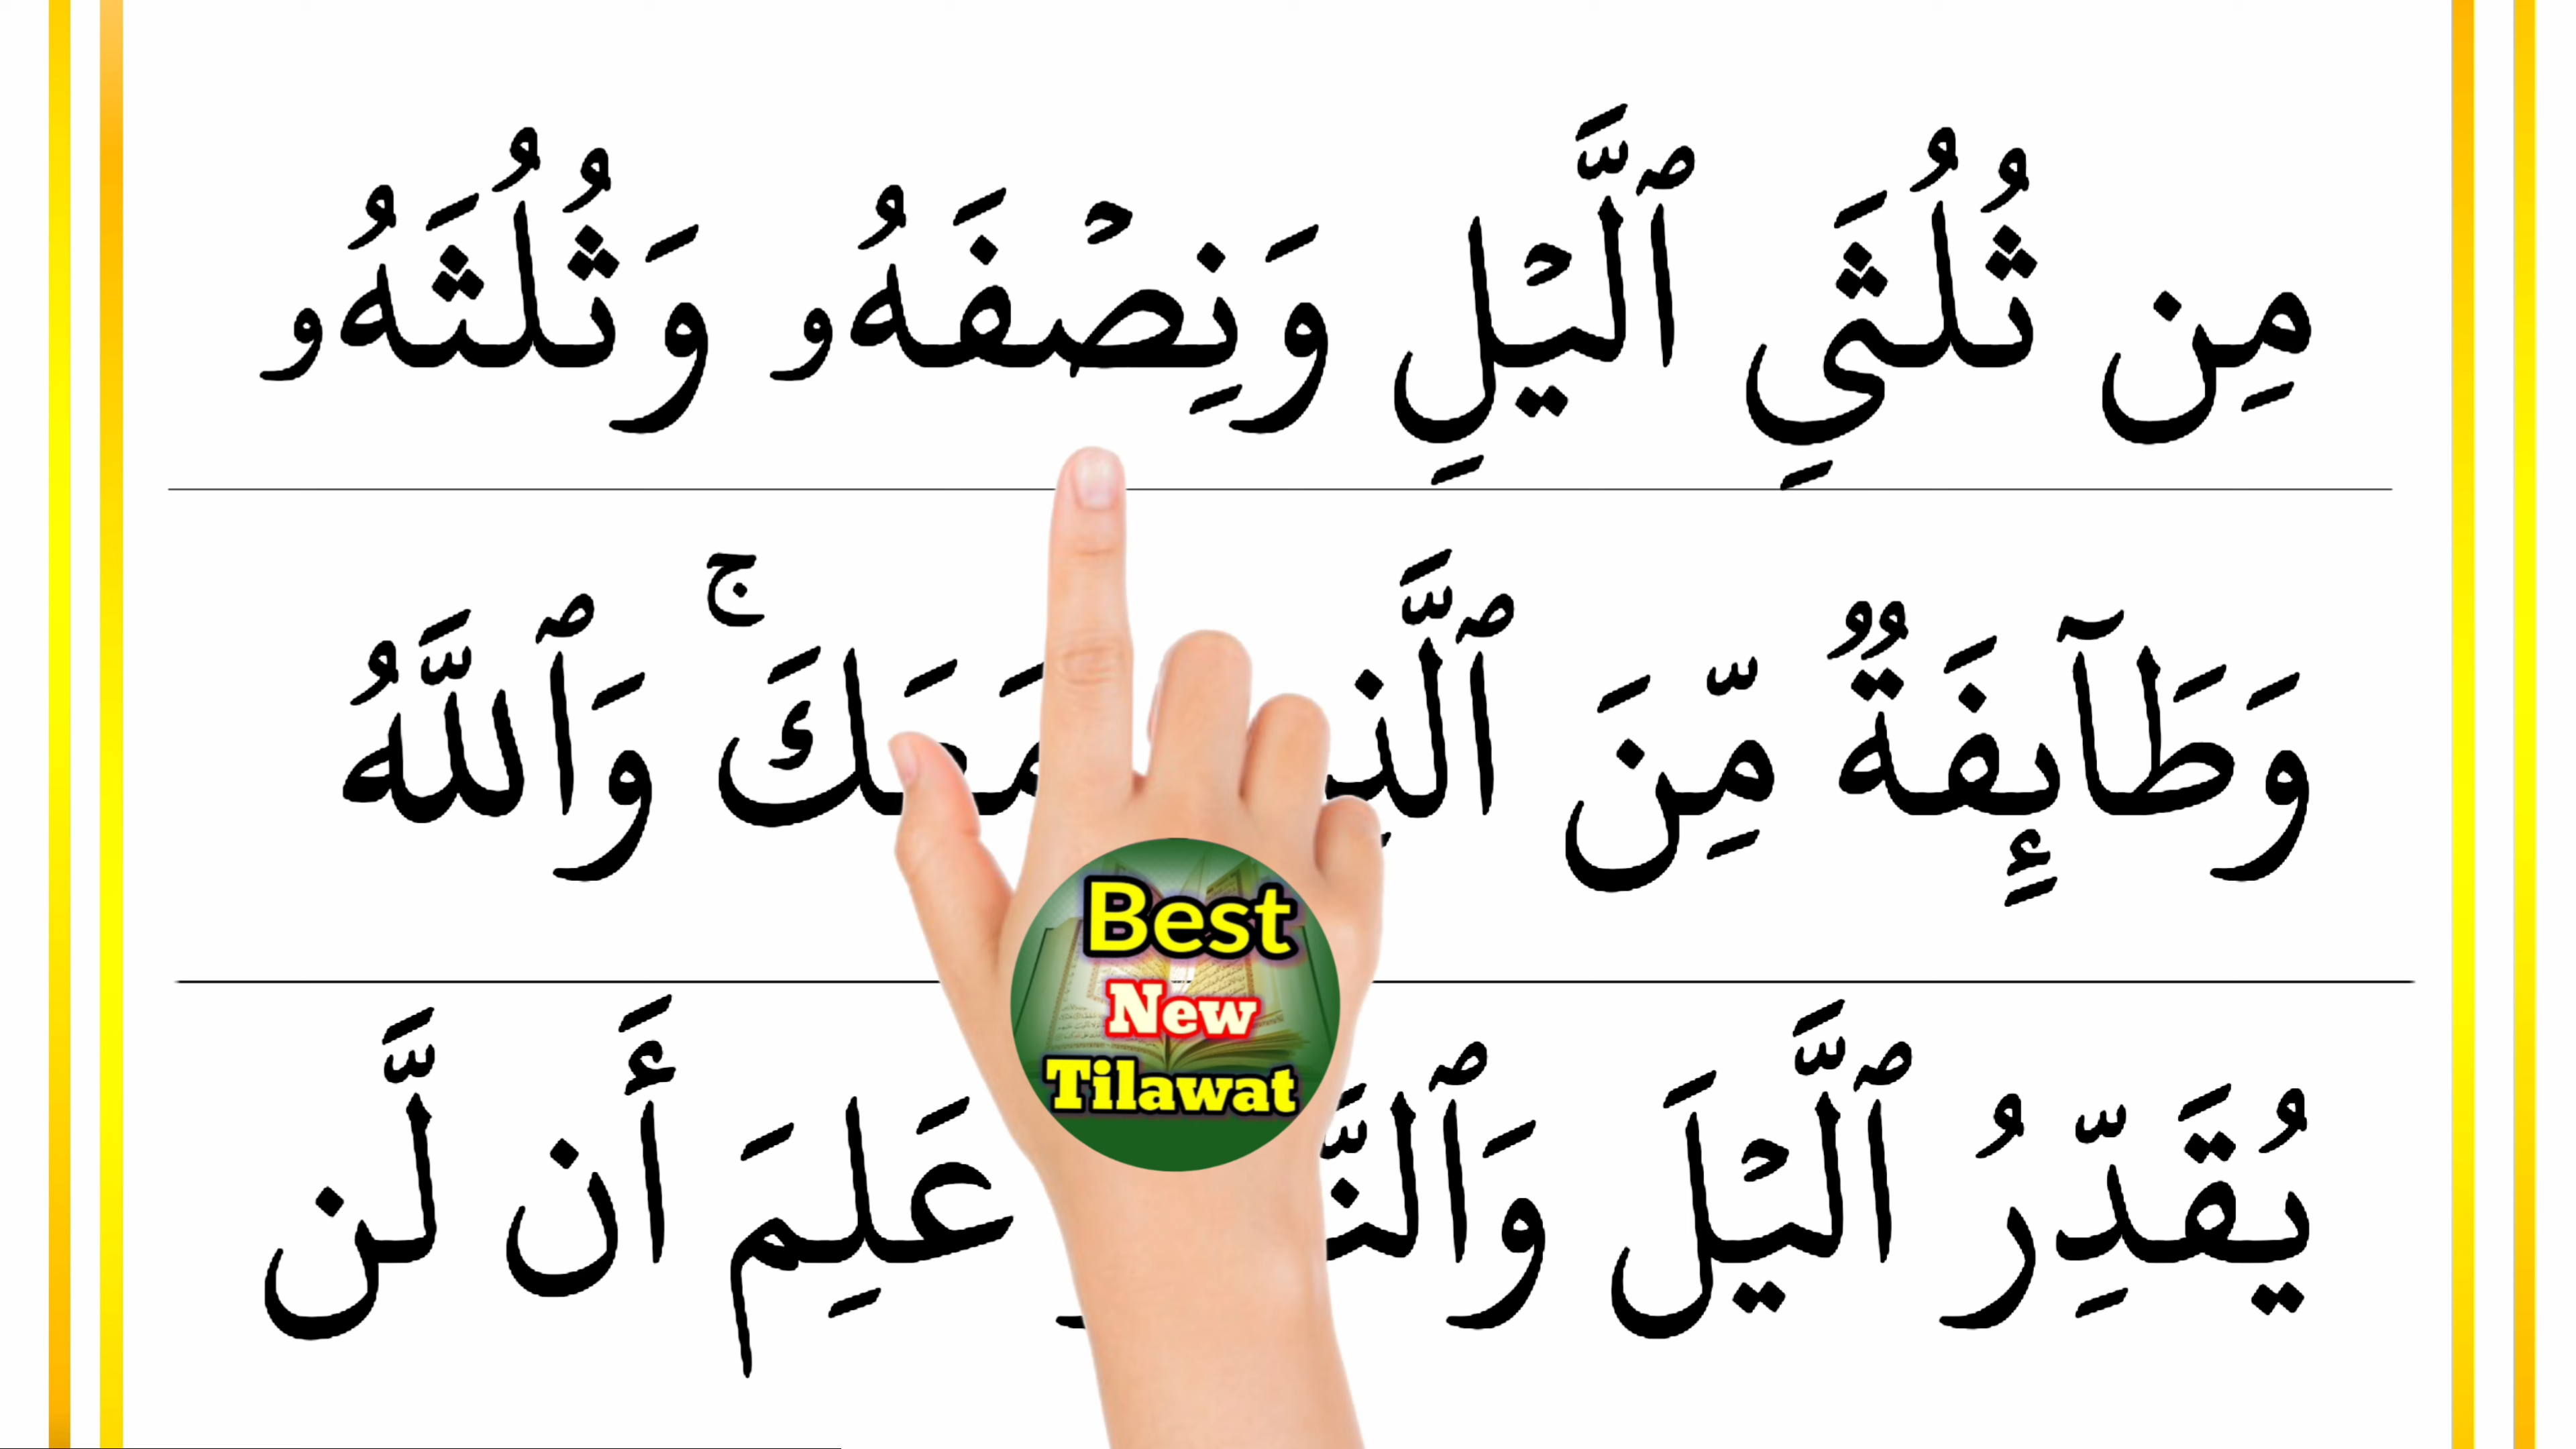 مِن ثُلُثَيِ ٱلَّيْلِ وَنِصْفَهُۥ وَثُلُثَهُۥ
وَطَآئِفَةٌ مِّنَ مَعَكَ ۚ وَٱللَّهُ
يُقَدِّرُ ٱلَّيْلَ عَلِمَ أَن لَّن
Best
New
Tilawat